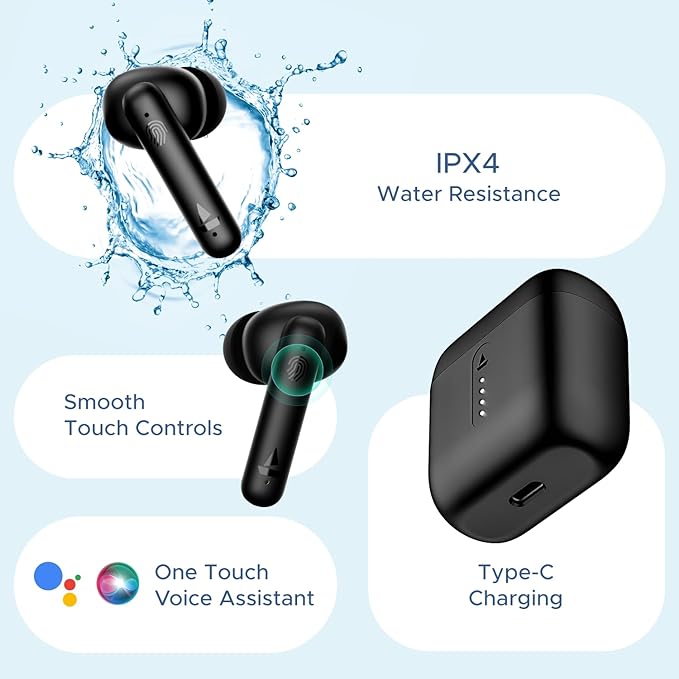 IPX4
Water Resistance
Smooth
Touch Controls
One Touch
Voice Assistant
Type-C
Charging